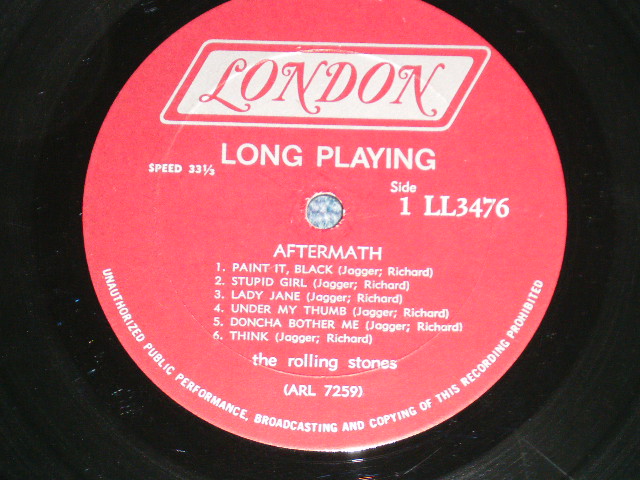 LONDON
LONG PLAYING
SPEED 33⅓
Side
1 LL3476
AFTERMATH
1. PAINT IT, BLACK (Jagger; Richard)
2. STUPID GIRL (Jagger; Richard)
3. LADY JANE (Jagger; Richard)
4. UNDER MY THUMB (Jagger; Richard)
5. DONCHA BOTHER ME (Jagger; Richard)
6. THINK (Jagger; Richard)
the rolling stones
(ARL 7259)
UNAUTHORIZED PUBLIC PERFORMANCE, BROADCASTING AND COPYING OF THIS RECORDING PROHIBITED